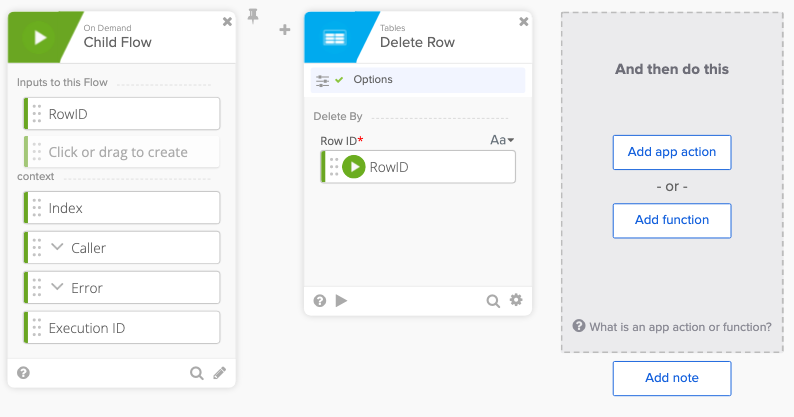 On Demand
Child Flow
Inputs to this Flow
RowID
Click or drag to create
context
Index
Caller
Error
Execution ID
Tables
Delete Row
Options
Delete By
Row ID* Aa
RowID
And then do this
Add app action
- or -
Add function
What is an app action or function?
Add note